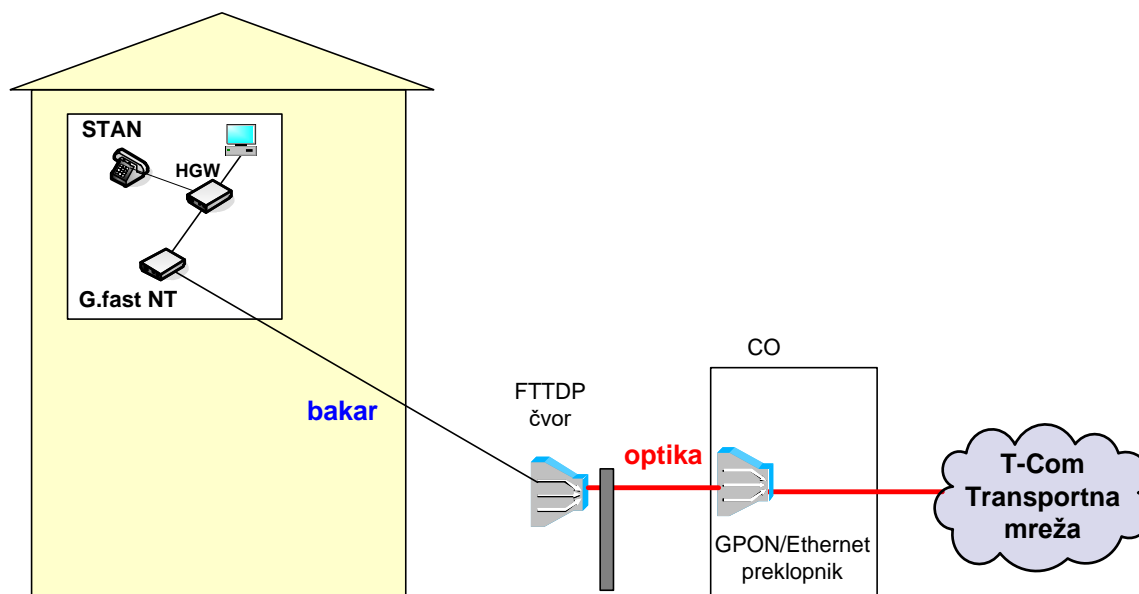 STAN
HGW
G.fast NT
bakar
FTTDP
čvor
optika
CO
GPON/Ethernet
preklopnik
T-Com
Transportna
mreža